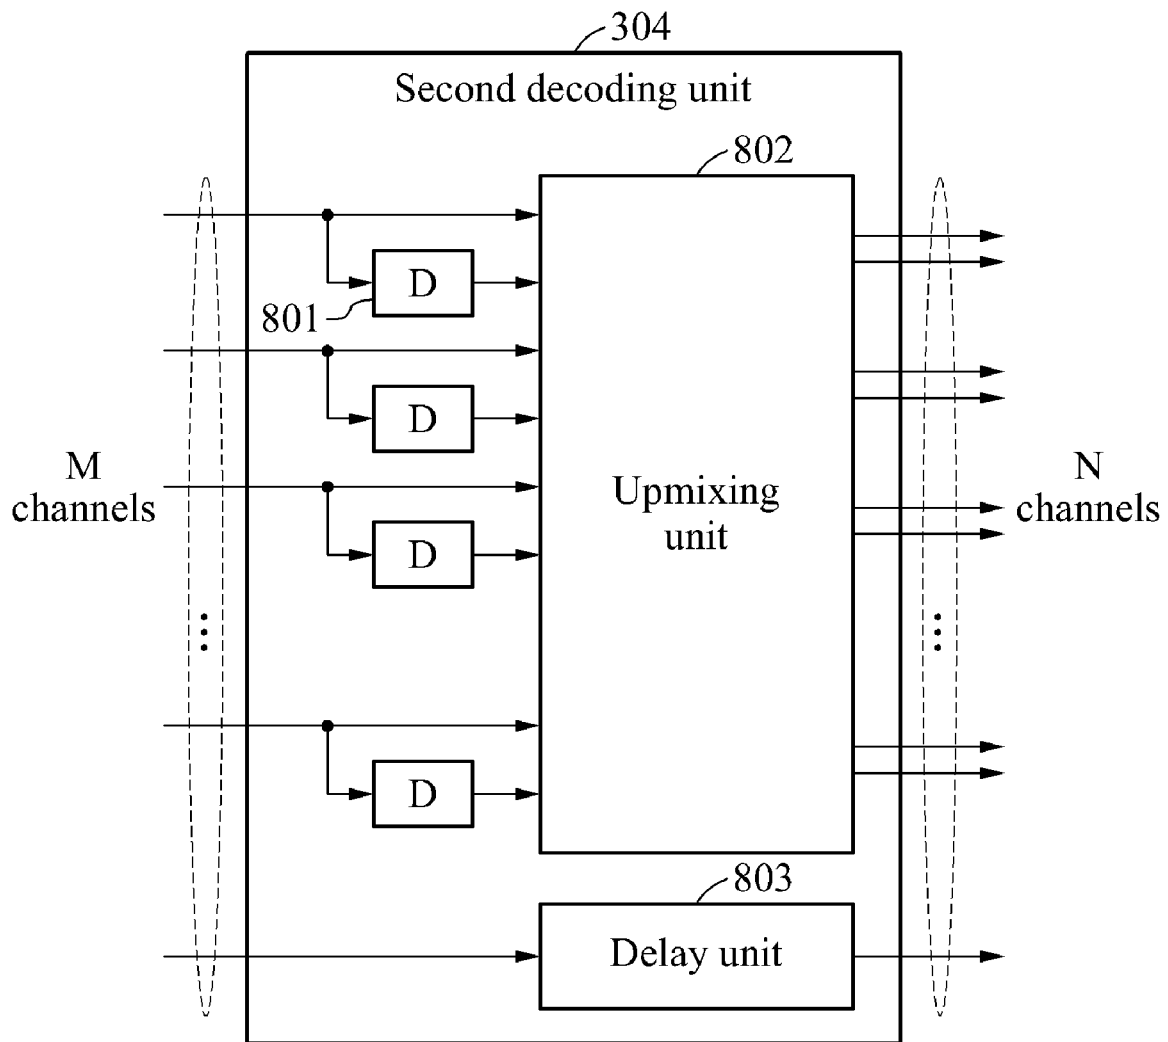 304
Second decoding unit
802
D
801
D
M
channels
D
Upmixing
unit
N
channels
...
...
D
803
Delay unit